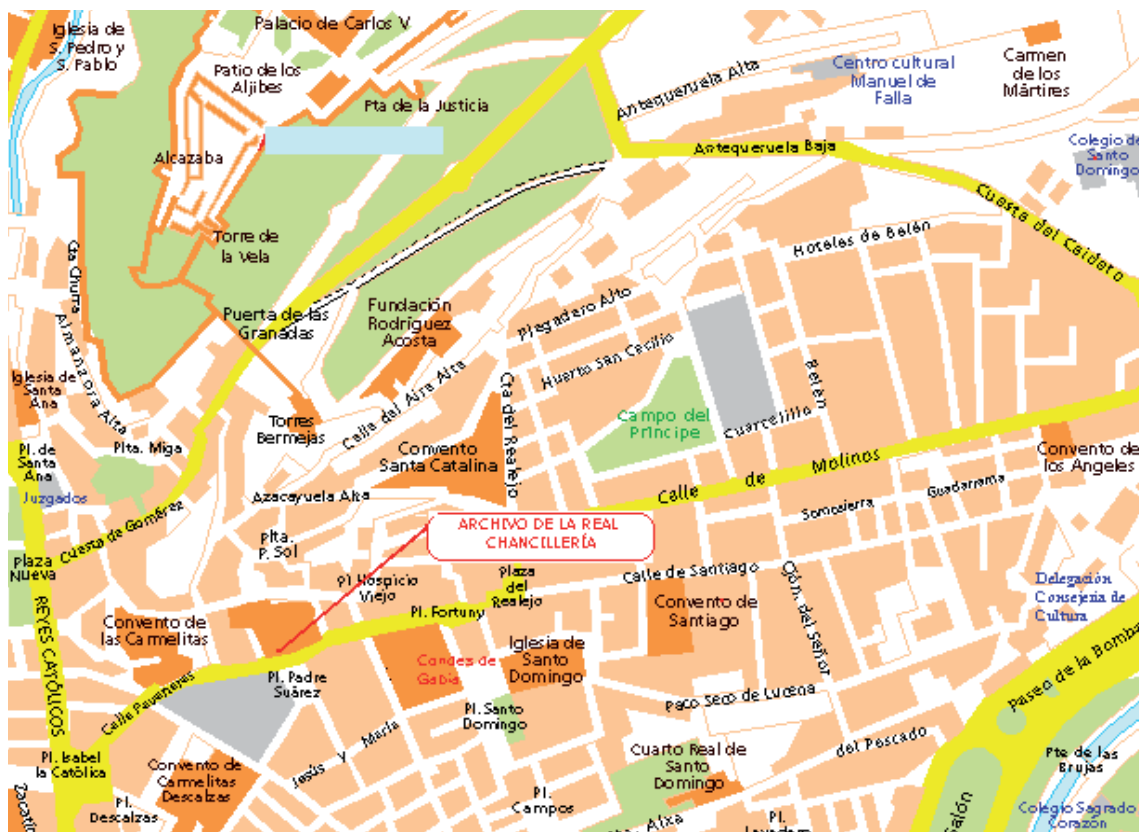 Iglesia de
S. Pedro y
S. Pablo
Palacio de Carlos V
Patio de los
Aljibes
Pta de la Justicia
Alcazaba
Torre de
la Vela
Antequeruela Alta
Centro cultural
Manuel de
Falla
Carmen
de los
Mártires
Colegio de
Santo
Domingo
Antequeruela Baja
Cuesta del Caidero
Hoteles de Belén
Cta Churra
Almanzora Alta
Puerta de las
Granadas
Fundación
Rodríguez
Acosta
Plegadero Alto
Huerto San Cecilio
Belén
Iglesia de
Santa
Ana
Torres
Bermejas
Calle del Aire Alta
Cta del Realejo
Campo del
Príncipe
Cuarcelillo
Pl. de
Santa
Ana
Plta. Miga
Convento
Santa Catalina
Calle de Molinos
Convento de
los Angeles
Juzgados
Azacayuela Alta
Guadarrama
Somosierra
Cuesta de Gomérez
Plaza
Nueva
Plta.
P. Sol
ARCHIVO DE LA REAL
CHANCILLERÍA
Pl Hospicio
Viejo
Plaza
del
Realejo
Calle de Santiago
Cjón. del Señor
Delegación
Consejeria de
Cultura
REYES CATÓLICOS
Convento de
las Carmelitas
Pl. Fortuny
Convento de
Santiago
Iglesia de
Santo
Domingo
Condes de
Gabia
Pl. Padre
Suárez
Calle Pavaneras
Paseo de la Bomba
Paco Seco de Lucena
Pl. Santo
Domingo
Jesús y María
del Pescado
Pl. Isabel
la Católica
Convento de
Carmelitas
Descalzas
Cuarto Real de
Santo
Domingo
Pte de las
Brujas
Pl.
Descalzas
Pl.
Campos
Colegio Sagrado
Corazón
Salón
Pl.